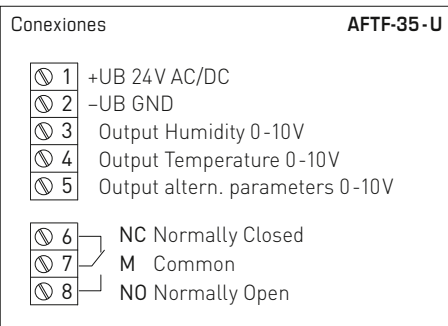 Conexiones AFTF-35-U
1 +UB 24V AC/DC
2 –UB GND
3 Output Humidity 0-10V
4 Output Temperature 0-10V
5 Output altern. parameters 0-10V
6 NC Normally Closed
7 M Common
8 NO Normally Open